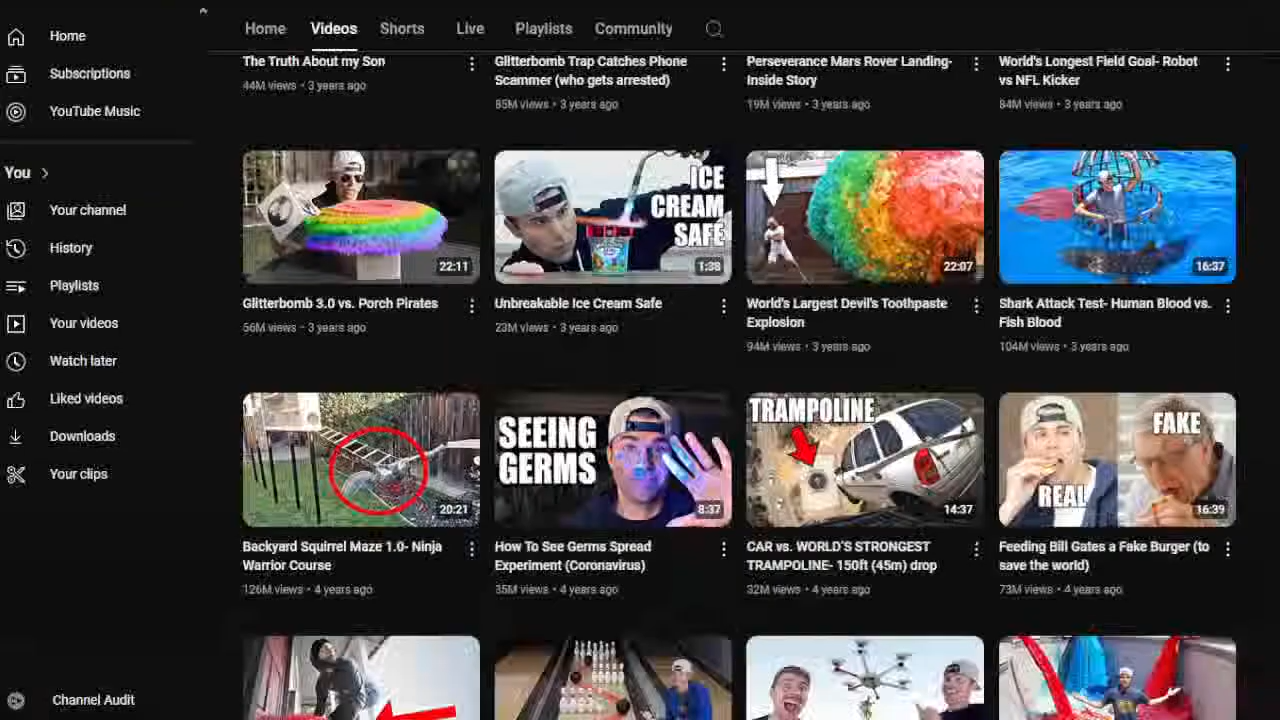 Home
Videos
Shorts
Live
Playlists
Community
Home
Subscriptions
YouTube Music
You
Your channel
History
Playlists
Your videos
Watch later
Liked videos
Downloads
Your clips
Channel Audit
The Truth About my Son
44M views • 3 years ago
Glitterbomb Trap Catches Phone
Scammer (who gets arrested)
85M views • 3 years ago
Perseverance Mars Rover Landing-
Inside Story
19M views • 3 years ago
World's Longest Field Goal- Robot
vs NFL Kicker
84M views • 3 years ago
22:11
Glitterbomb 3.0 vs. Porch Pirates
56M views • 3 years ago
ICE
CREAM
SAFE
1:38
Unbreakable Ice Cream Safe
23M views • 3 years ago
22:07
World's Largest Devil's Toothpaste
Explosion
94M views • 3 years ago
16:37
Shark Attack Test- Human Blood vs.
Fish Blood
104M views • 3 years ago
20:21
Backyard Squirrel Maze 1.0- Ninja
Warrior Course
126M views • 4 years ago
SEEING
GERMS
8:37
How To See Germs Spread
Experiment (Coronavirus)
35M views • 4 years ago
TRAMPOLINE
14:37
CAR vs. WORLD'S STRONGEST
TRAMPOLINE- 150ft (45m) drop
32M views • 4 years ago
FAKE
REAL
16:39
Feeding Bill Gates a Fake Burger (to
save the world)
73M views • 4 years ago